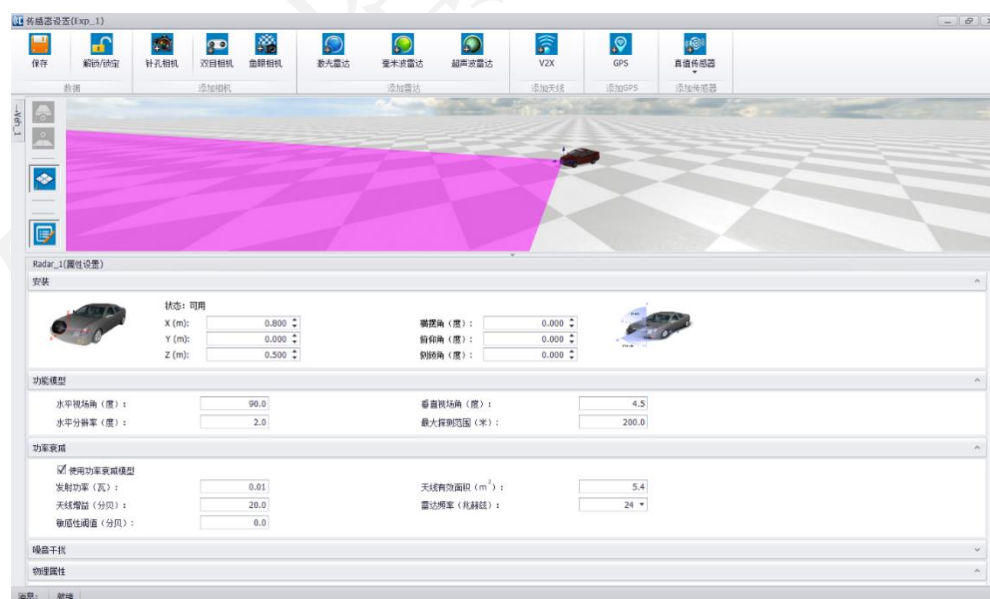 传感器设置(Exp_1)
保存 解锁/锁定 针孔相机 双目相机 鱼眼相机 激光雷达 毫米波雷达 超声波雷达 V2X GPS 真值传感器
数据 添加相机 添加雷达 添加天线 添加GPS 添加传感器
Radar_1(属性设置)
安装
状态: 可用
X (m): 0.800 横摆角 (度) : 0.000
Y (m): 0.000 俯仰角 (度) : 0.000
Z (m): 0.500 侧倾角 (度) : 0.000
功能模型
水平视场角 (度) : 90.0 垂直视场角 (度) : 4.5
水平分辨率 (度) : 2.0 最大探测范围 (米) : 200.0
功率衰减
使用功率衰减模型
发射功率 (瓦) : 0.01 天线有效面积 (m²) : 5.4
天线增益 (分贝) : 20.0 雷达频率 (兆赫兹) : 24
敏感性阈值 (分贝) : 0.0
噪音干扰
物理属性
消息: 就绪